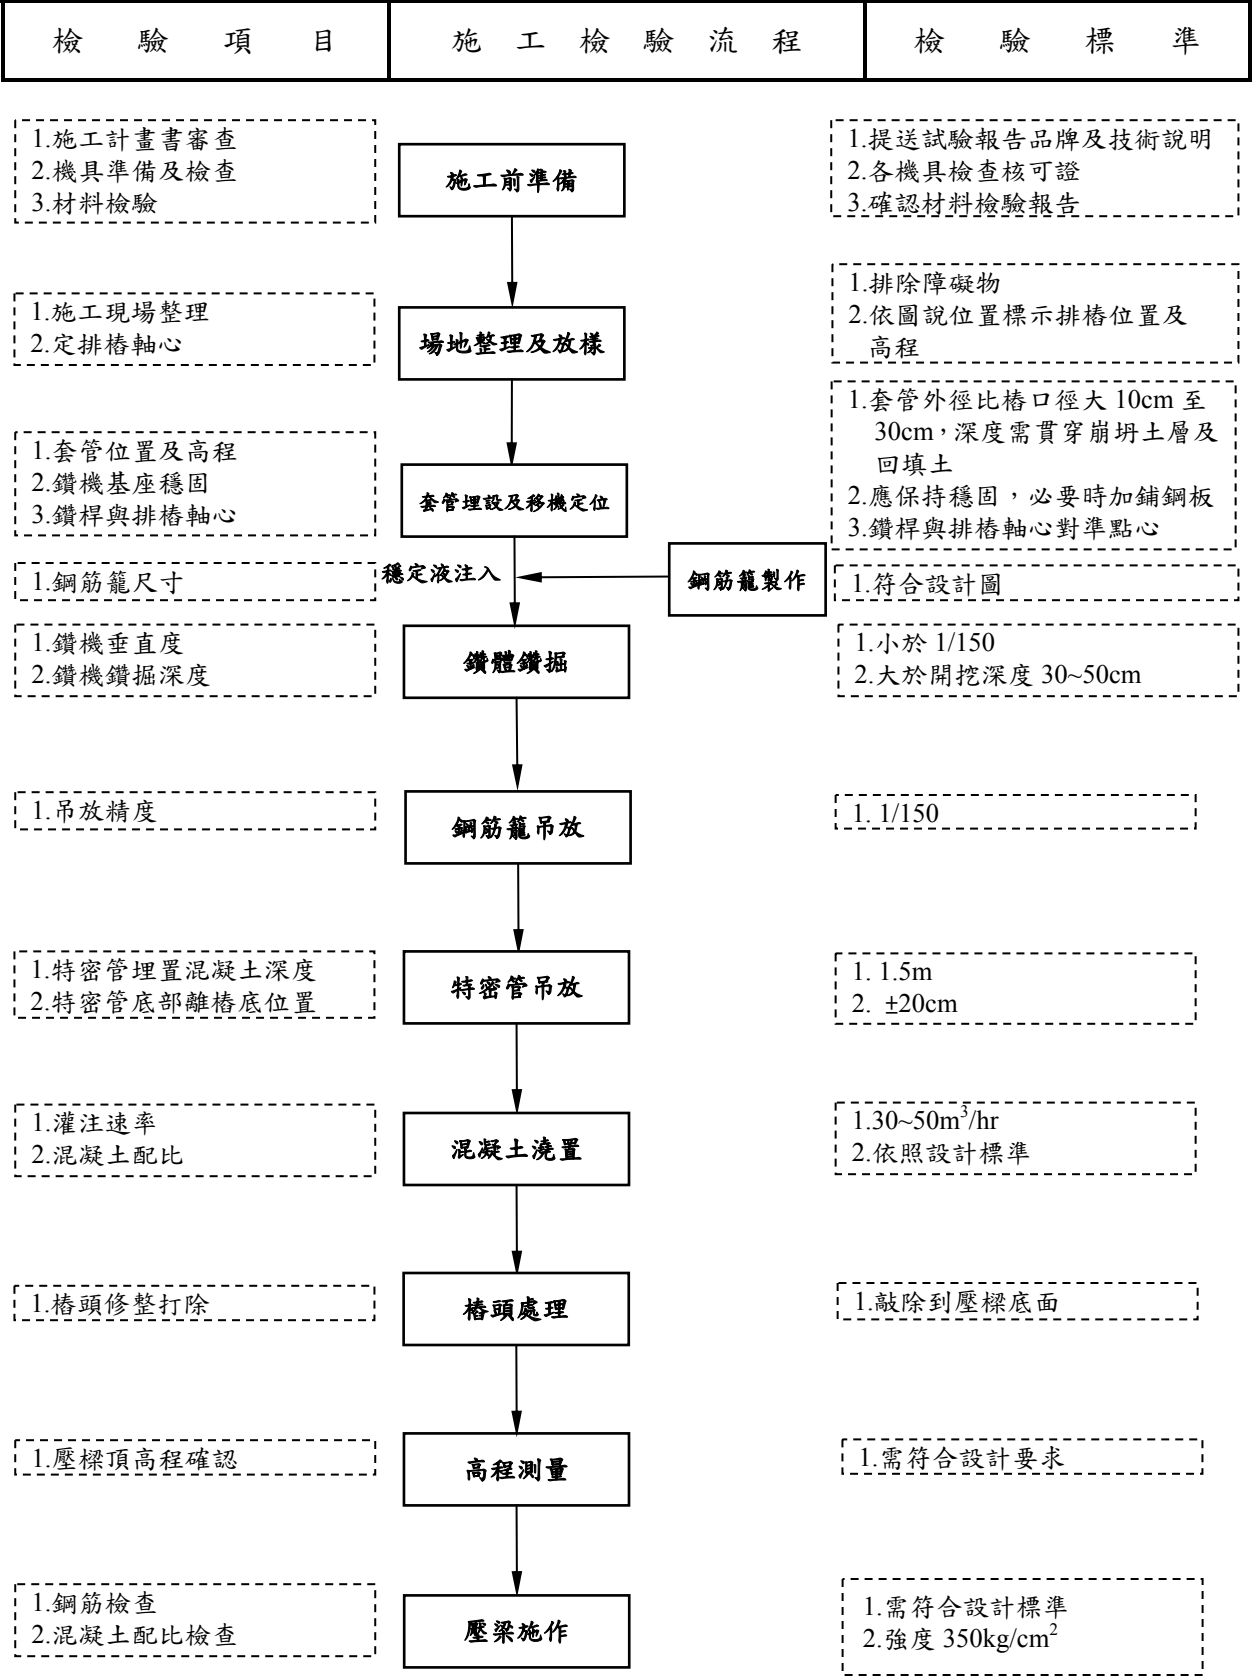 檢驗項目
施工檢驗流程
檢驗標準
1.施工計畫書審查
2.機具準備及檢查
3.材料檢驗
施工前準備
1.提送試驗報告品牌及技術說明
2.各機具檢查核可證
3.確認材料檢驗報告
1.施工現場整理
2.定排樁軸心
場地整理及放樣
1.排除障礙物
2.依圖說位置標示排樁位置及
高程
1.套管位置及高程
2.鑽機基座穩固
3.鑽桿與排樁軸心
套管埋設及移機定位
1.套管外徑比樁口徑大 10cm 至
30cm，深度需貫穿崩坍土層及
回填土
2.應保持穩固，必要時加鋪鋼板
3.鑽桿與排樁軸心對準點心
1.鋼筋籠尺寸
穩定液注入
鋼筋籠製作
1.符合設計圖
1.鑽機垂直度
2.鑽機鑽掘深度
鑽體鑽掘
1.小於 1/150
2.大於開挖深度 30~50cm
1.吊放精度
鋼筋籠吊放
1. 1/150
1.特密管埋置混凝土深度
2.特密管底部離樁底位置
特密管吊放
1. 1.5m
2. ±20cm
1.灌注速率
2.混凝土配比
混凝土澆置
1.30~50m³/hr
2.依照設計標準
1.樁頭修整打除
樁頭處理
1.敲除到壓樑底面
1.壓樑頂高程確認
高程測量
1.需符合設計要求
1.鋼筋檢查
2.混凝土配比檢查
壓梁施作
1.需符合設計標準
2.強度 350kg/cm²